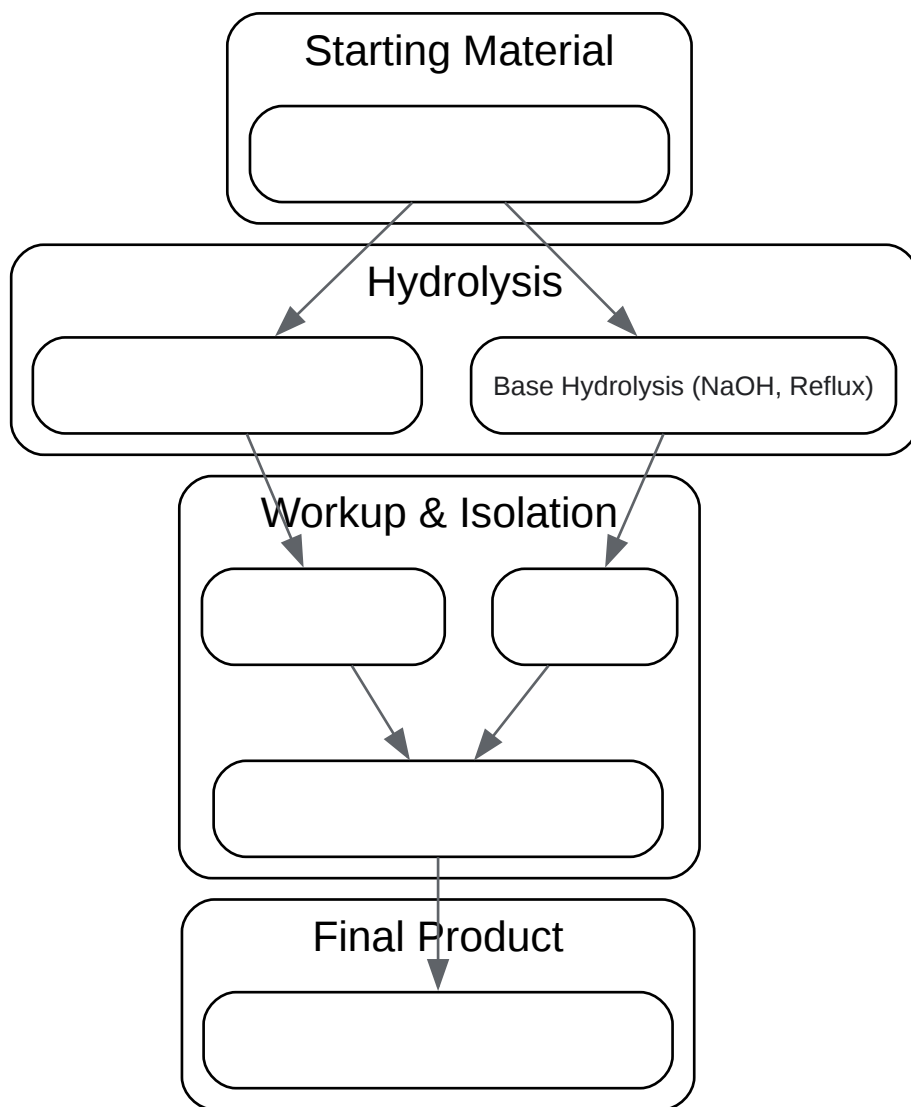 Starting Material
Hydrolysis
Base Hydrolysis (NaOH, Reflux)
Workup & Isolation
Final Product